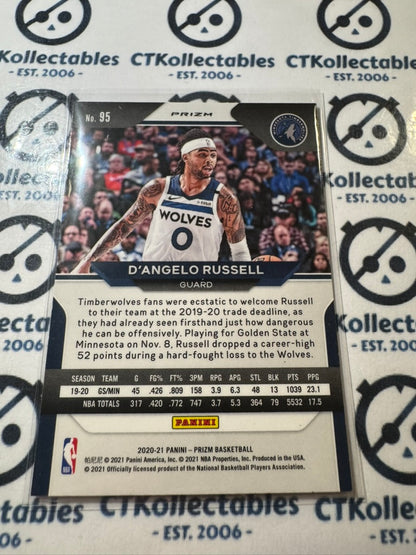 CTKollectables
- EST. 2006 -
No. 95
PRIZM
WOLVES
0
D'ANGELO RUSSELL
GUARD
Timberwolves fans were ecstatic to welcome Russell
to their team at the 2019-20 trade deadline, as
they had already seen firsthand just how dangerous
he can be offensively. Playing for Golden State at
Minnesota on Nov. 8, Russell dropped a career-high
52 points during a hard-fought loss to the Wolves.
SEASON TEAM G FG% FT% 3PM RPG APG STL BLK PTS PPG
19-20 GS/MIN 45 .426 .809 158 3.9 6.3 48 13 1039 23.1
NBA TOTALS 317 .420 .772 747 3.7 5.3 364 79 5532 17.5
PANINI
2020-21 PANINI – PRIZM BASKETBALL
帕尼尼 © 2021 Panini America, Inc. © 2021 NBA Properties, Inc. Produced in the USA.
© 2021 Officially licensed product of the National Basketball Players Association.
NBA
CTKollectables
- EST. 2006 -